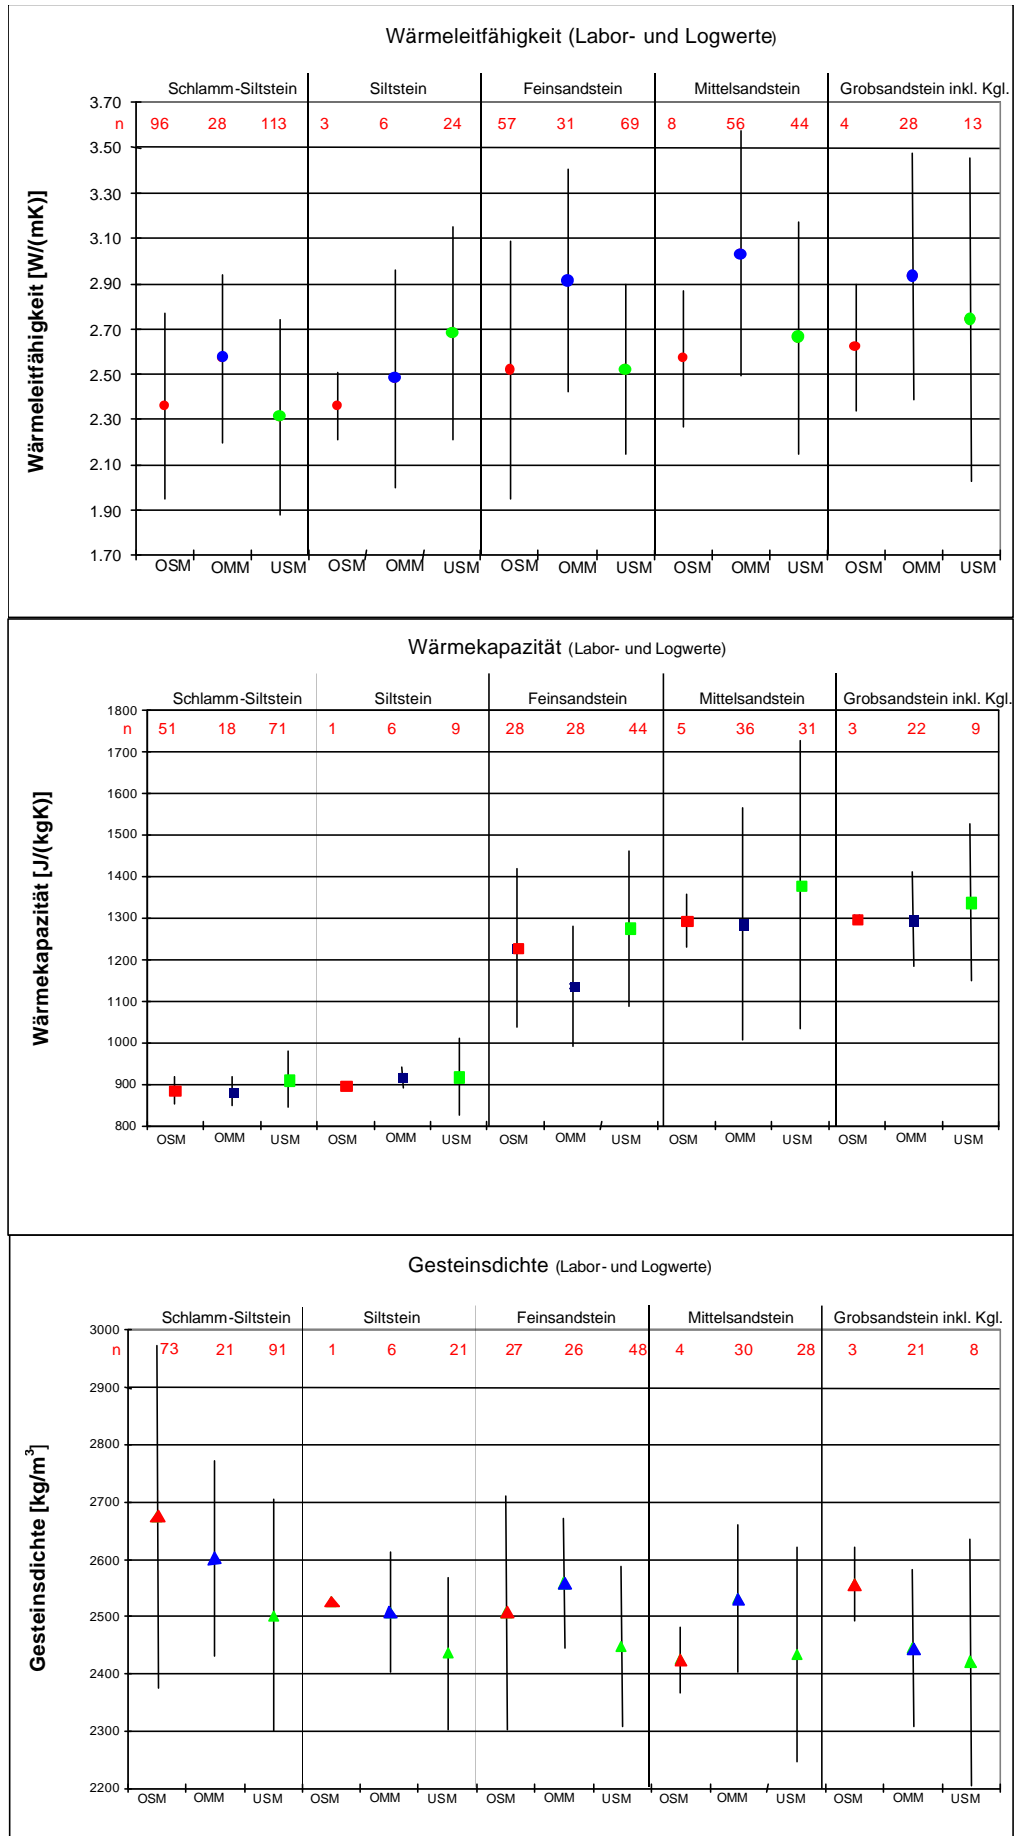 Wärmeleitfähigkeit (Labor- und Logwerte)
Schlamm-Siltstein Siltstein Feinsandstein Mittelsandstein Grobsandstein inkl. Kgl.
3.70
n 96 28 113 3 6 24 57 31 69 8 56 44 4 28 13
3.50
3.30
3.10
2.90
2.70
2.50
2.30
2.10
1.90
1.70
Wärmeleitfähigkeit [W/(mK)]
OSM OMM USM OSM OMM USM OSM OMM USM OSM OMM USM OSM OMM USM
Wärmekapazität (Labor- und Logwerte)
Schlamm-Siltstein Siltstein Feinsandstein Mittelsandstein Grobsandstein inkl. Kgl.
1800
n 51 18 71 1 6 9 28 28 44 5 36 31 3 22 9
1700
1600
1500
1400
1300
1200
1100
1000
900
800
Wärmekapazität [J/(kgK)]
OSM OMM USM OSM OMM USM OSM OMM USM OSM OMM USM OSM OMM USM
Gesteinsdichte (Labor- und Logwerte)
Schlamm-Siltstein Siltstein Feinsandstein Mittelsandstein Grobsandstein inkl. Kgl.
3000
n 73 21 91 1 6 21 27 26 48 4 30 28 3 21 8
2900
2800
2700
2600
2500
2400
2300
2200
Gesteinsdichte [kg/m³]
OSM OMM USM OSM OMM USM OSM OMM USM OSM OMM USM OSM OMM USM